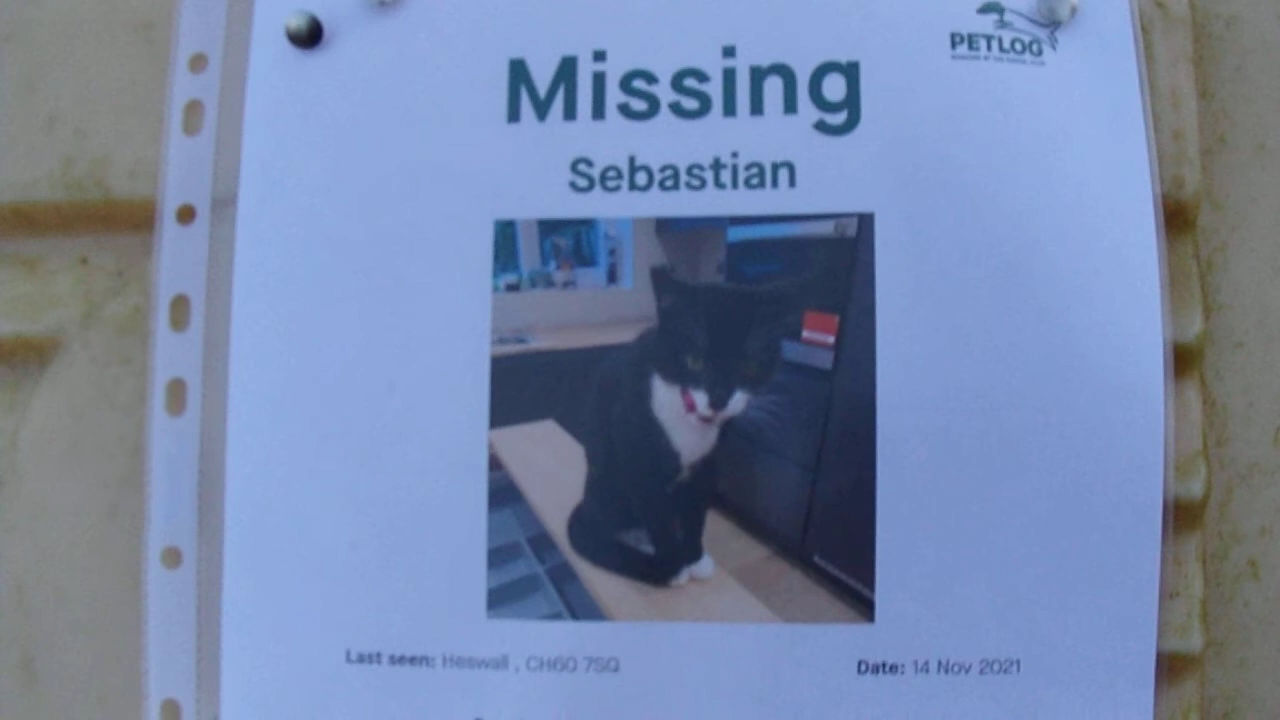 PETLOG
Missing
Sebastian
Last seen: Heswall , CH60 7SQ
Date: 14 Nov 2021